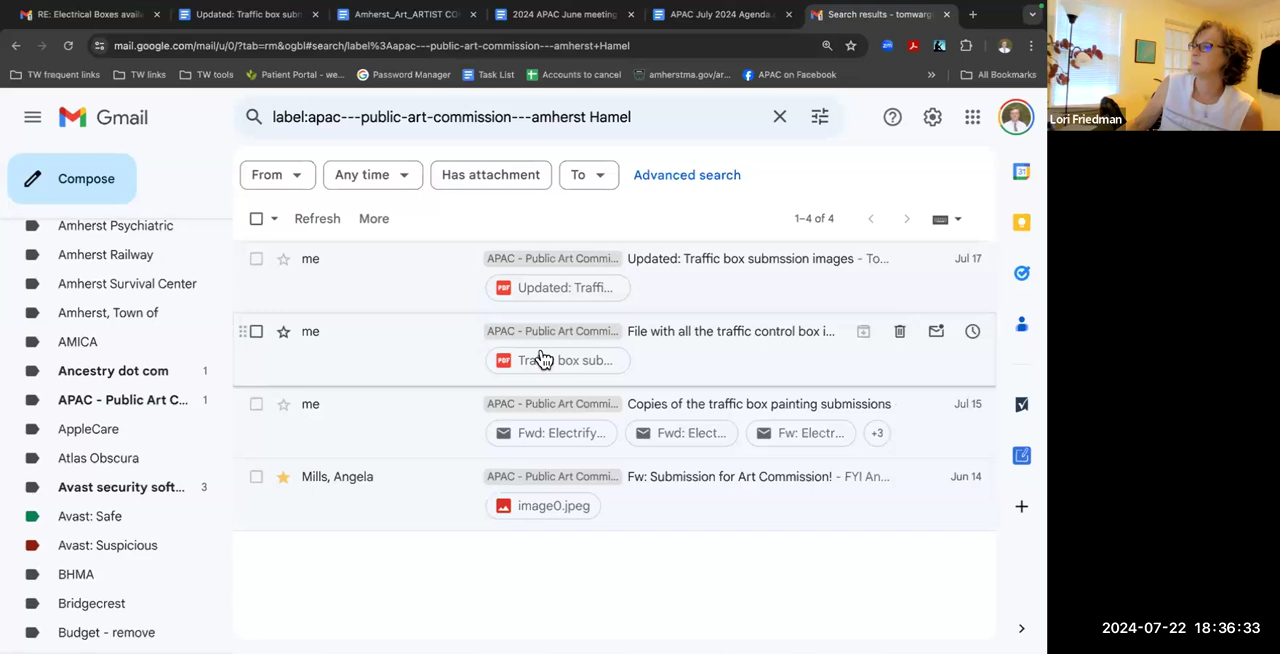 RE: Electrical Boxes availa
Updated: Traffic box subm
Amherst_Art_ARTIST CO
2024 APAC June meeting
APAC July 2024 Agenda.d
Search results - tomwarg
mail.google.com/mail/u/0/?tab=rm&ogbl#search/label%3Aapac---public-art-commission---amherst+Hamel
TW frequent links
TW links
TW tools
Patient Portal - we...
Password Manager
Task List
Accounts to cancel
amherstma.gov/ar...
APAC on Facebook
All Bookmarks
Lori Friedman
Gmail
label:apac---public-art-commission---amherst Hamel
Compose
From
Any time
Has attachment
To
Advanced search
Refresh
More
1–4 of 4
Amherst Psychiatric
Amherst Railway
Amherst Survival Center
Amherst, Town of
AMICA
Ancestry dot com 1
APAC - Public Art C... 1
AppleCare
Atlas Obscura
Avast security soft... 3
Avast: Safe
Avast: Suspicious
BHMA
Bridgecrest
Budget - remove
me APAC - Public Art Commi... Updated: Traffic box submssion images - To... Jul 17
PDF Updated: Traffi...
me APAC - Public Art Commi... File with all the traffic control box i...
PDF Traffic box sub...
me APAC - Public Art Commi... Copies of the traffic box painting submissions Jul 15
Fwd: Electrify... Fwd: Elect... Fw: Electr... +3
Mills, Angela APAC - Public Art Commi... Fw: Submission for Art Commission! - FYI An... Jun 14
image0.jpeg
31
2024-07-22 18:36:33